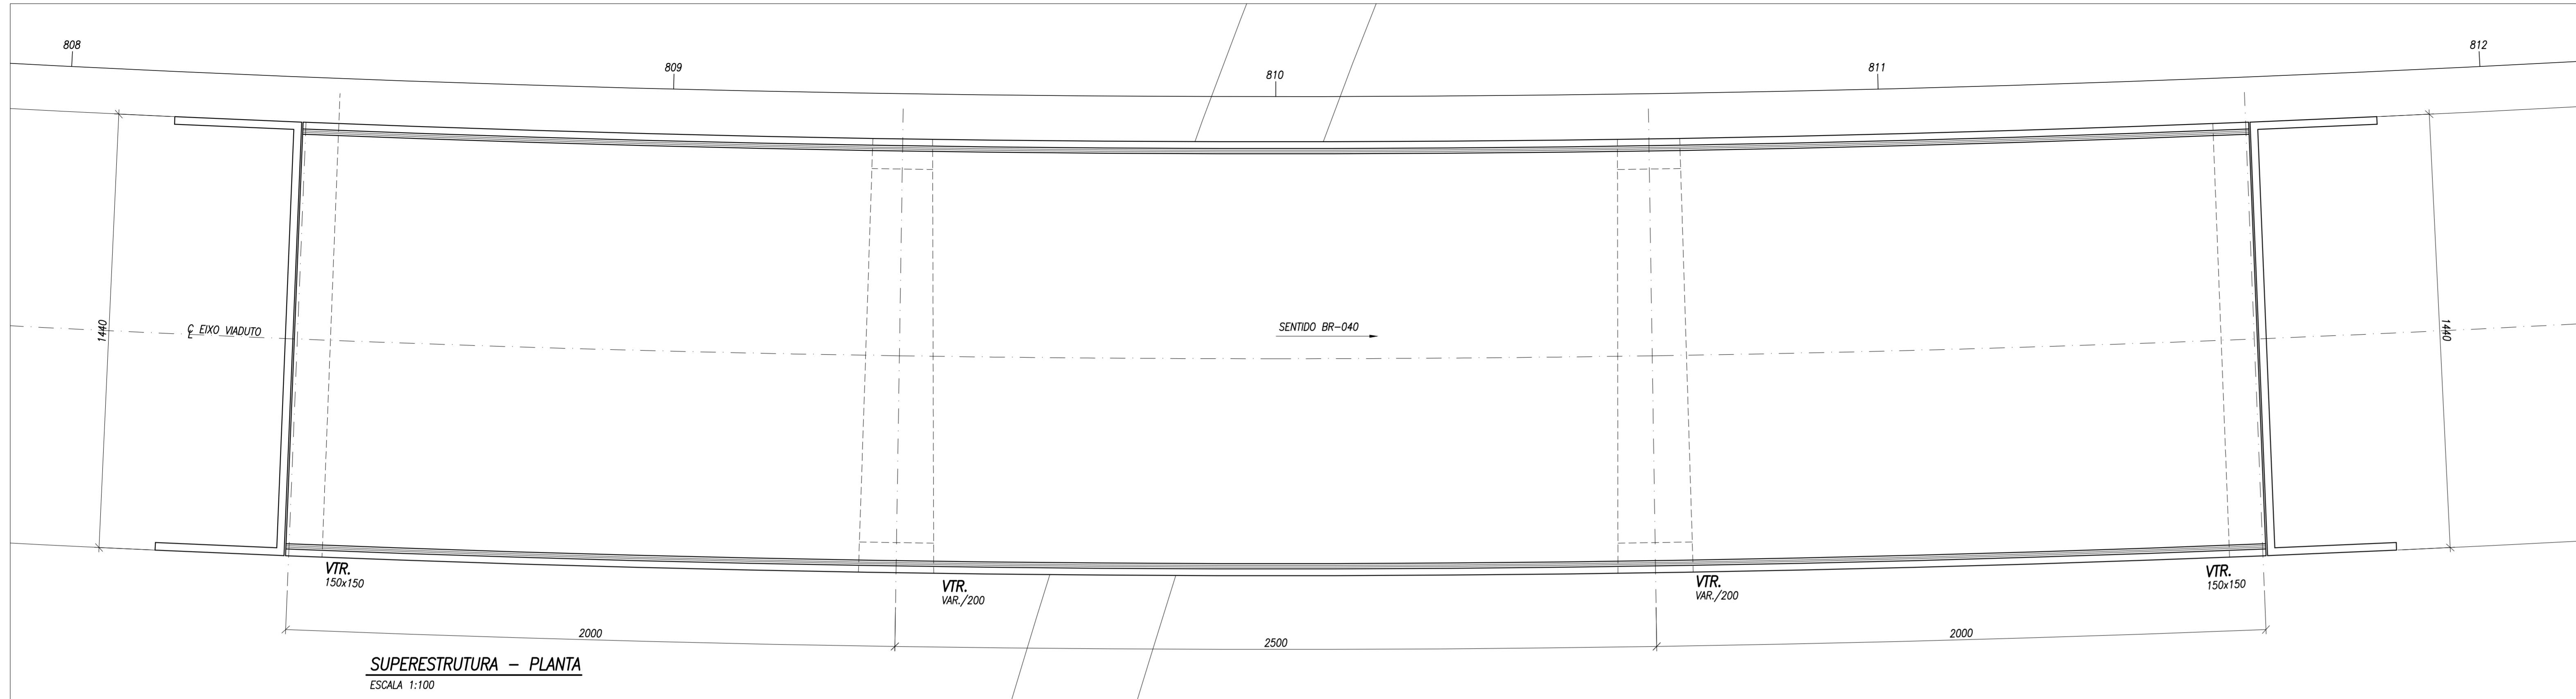 808
809
810
811
812
1440
℄ EIXO VIADUTO
SENTIDO BR-040
1440
VTR.
150x150
VTR.
VAR./200
VTR.
VAR./200
VTR.
150x150
2000
2500
2000
SUPERESTRUTURA - PLANTA
ESCALA 1:100